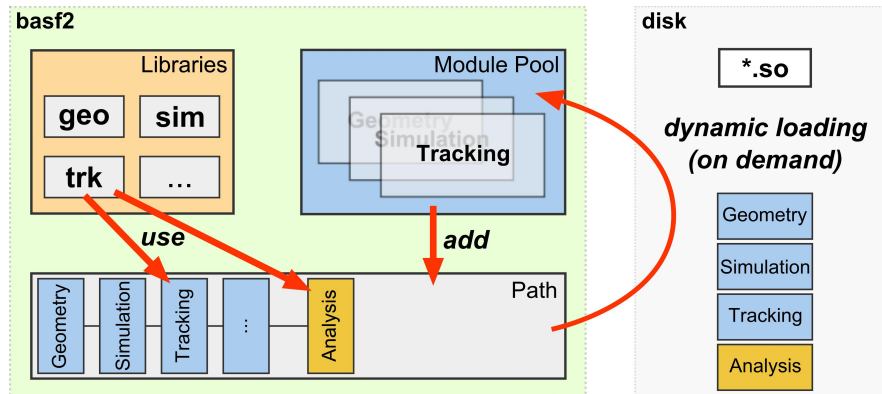 basf2
Libraries
geo
sim
trk
...
Module Pool
Geometry
Simulation
Tracking
use
add
Path
Geometry
Simulation
Tracking
...
Analysis
disk
*.so
dynamic loading
(on demand)
Geometry
Simulation
Tracking
Analysis